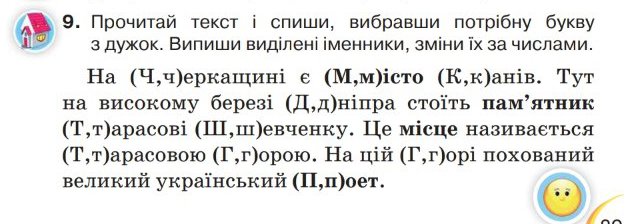 9. Прочитай текст і спиши, вибравши потрібну букву
з дужок. Випиши виділені іменники, зміни їх за числами.
На (Ч,ч)еркащині є (М,м)істо (К,к)анів. Тут
на високому березі (Д,д)ніпра стоїть пам’ятник
(Т,т)арасові (Ш,ш)евченку. Це місце називається
(Т,т)арасовою (Г,г)орою. На цій (Г,г)орі похований
великий український (П,п)оет.